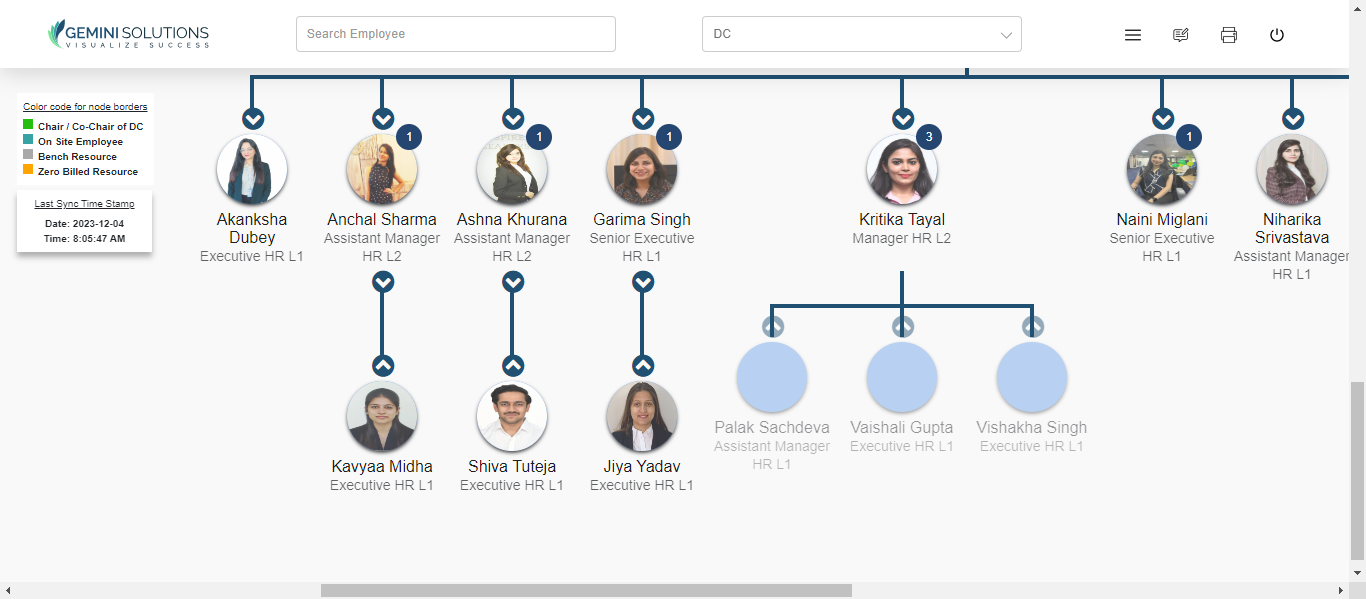 GEMINI SOLUTIONS
VISUALIZE SUCCESS
Search Employee
DC
Color code for node borders
Chair / Co-Chair of DC
On Site Employee
Bench Resource
Zero Billed Resource
Last Sync Time Stamp
Date: 2023-12-04
Time: 8:05:47 AM
Akanksha
Dubey
Executive HR L1
1
Anchal Sharma
Assistant Manager
HR L2
1
Ashna Khurana
Assistant Manager
HR L2
1
Garima Singh
Senior Executive
HR L1
3
Kritika Tayal
Manager HR L2
1
Naini Miglani
Senior Executive
HR L1
Niharika
Srivastava
Assistant Manager
HR L1
Kavyaa Midha
Executive HR L1
Shiva Tuteja
Executive HR L1
Jiya Yadav
Executive HR L1
Palak Sachdeva
Assistant Manager
HR L1
Vaishali Gupta
Executive HR L1
Vishakha Singh
Executive HR L1